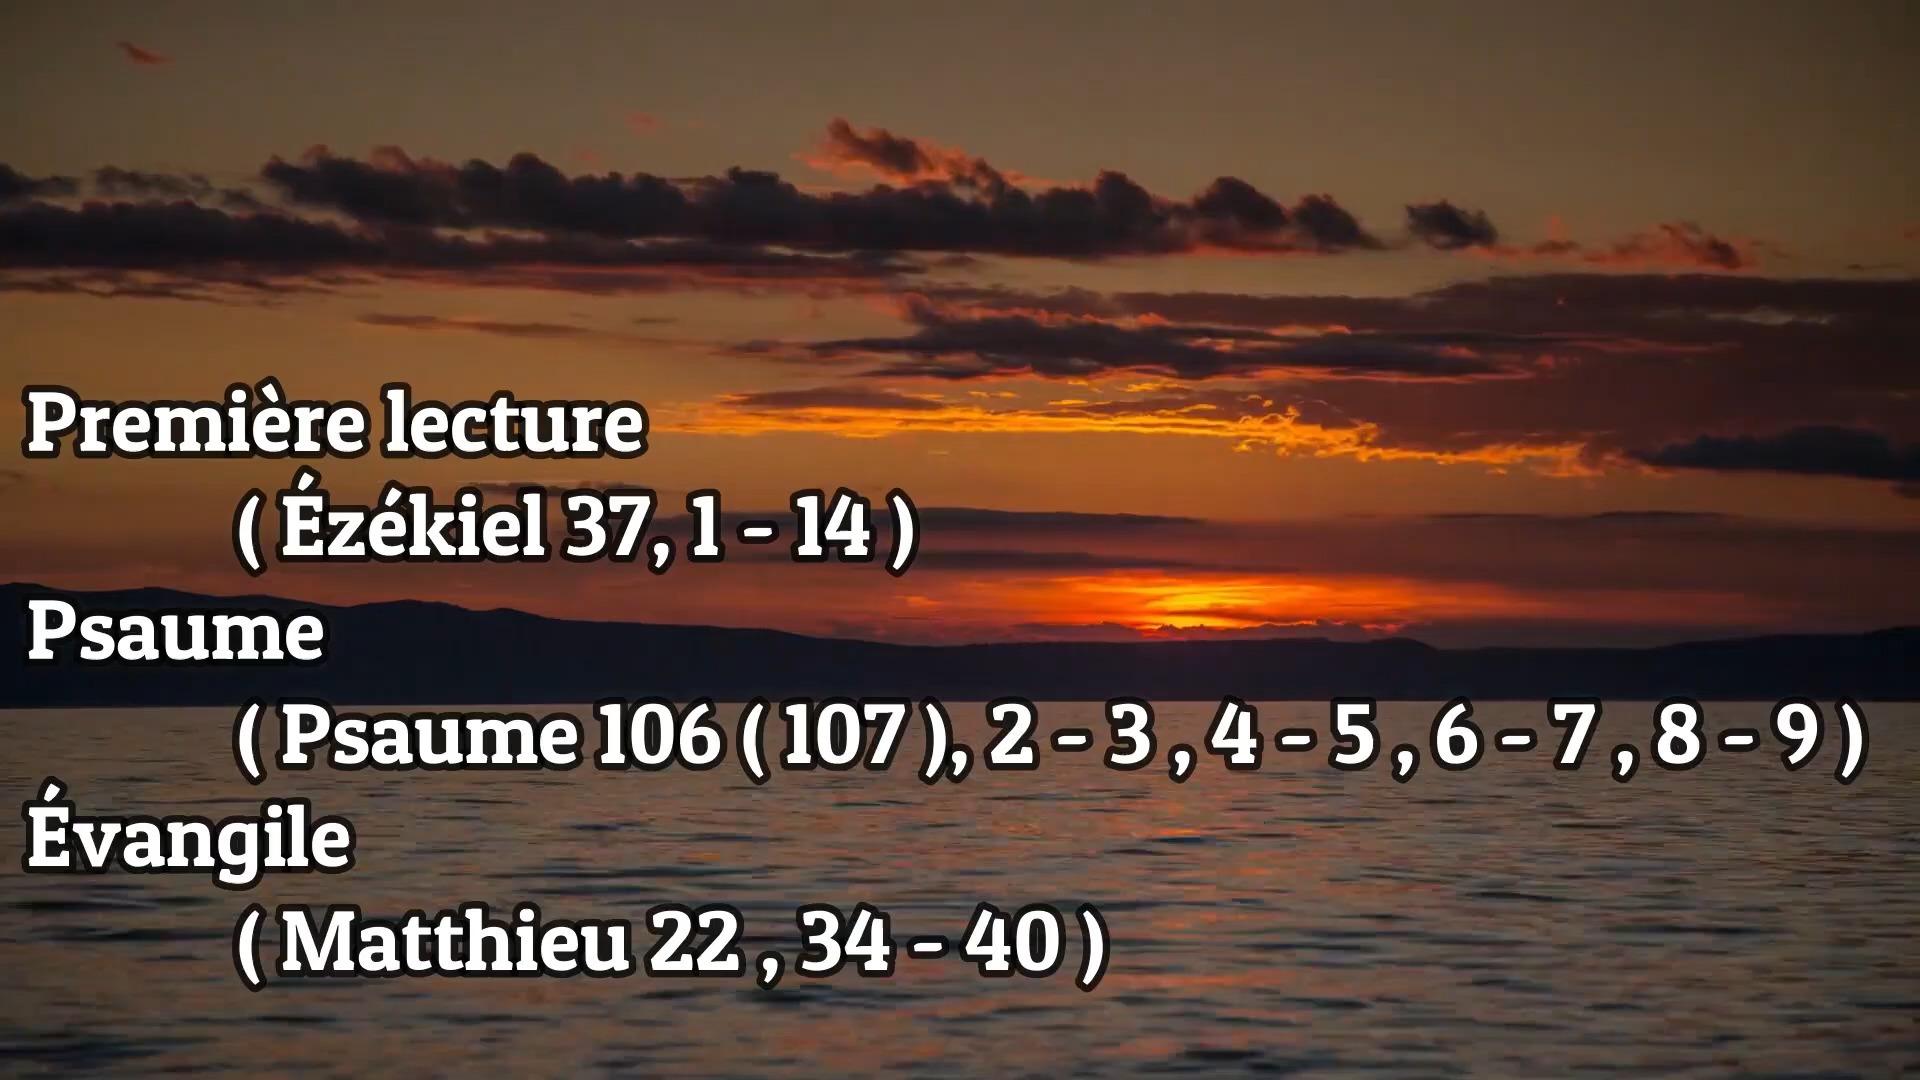 Première lecture
( Ézékiel 37, 1 - 14 )
Psaume
( Psaume 106 ( 107 ), 2 - 3 , 4 - 5 , 6 - 7 , 8 - 9 )
Évangile
( Matthieu 22 , 34 - 40 )